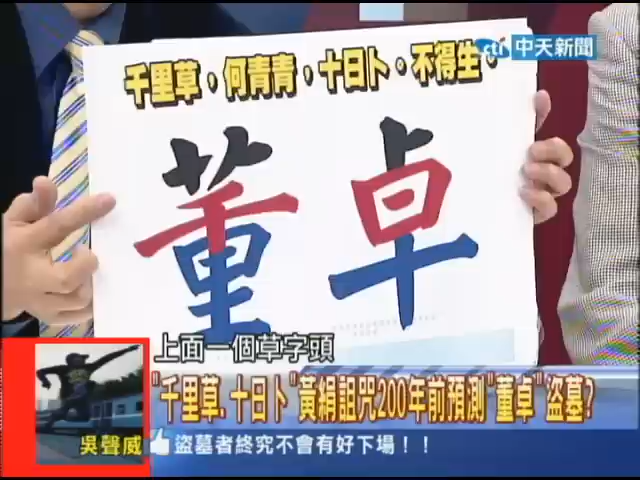 cti 中天新聞
千里草，何青青，十日卜。不得生。
董卓
上面一個草字頭
"千里草.十日卜"黃絹詛咒200年前預測"董卓"盜墓?
吳聲威
盜墓者終究不會有好下場！！